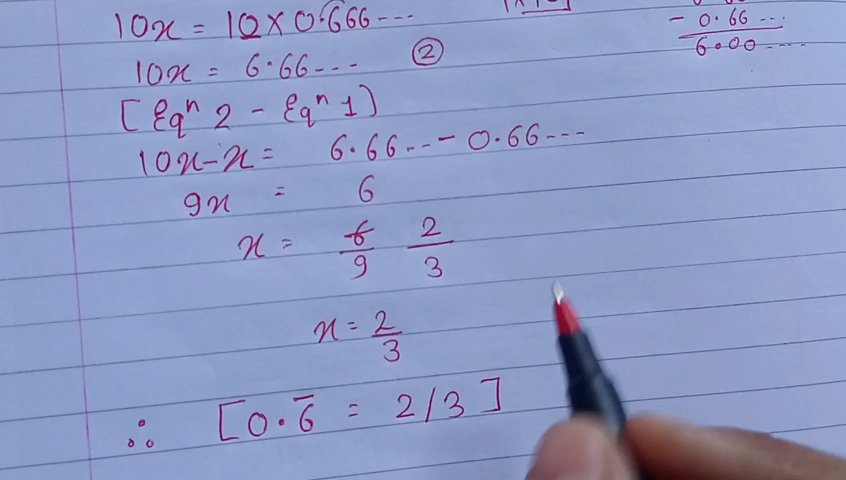 10x = 10 × 0.666...
10x = 6.66... ②
[Eqⁿ 2 - Eqⁿ 1]
10x - x = 6.66... - 0.66...
9x = 6
x = 6/9 2/3
x = 2/3
∴ [0.6̅ = 2/3]
- 0.66...
6.00....